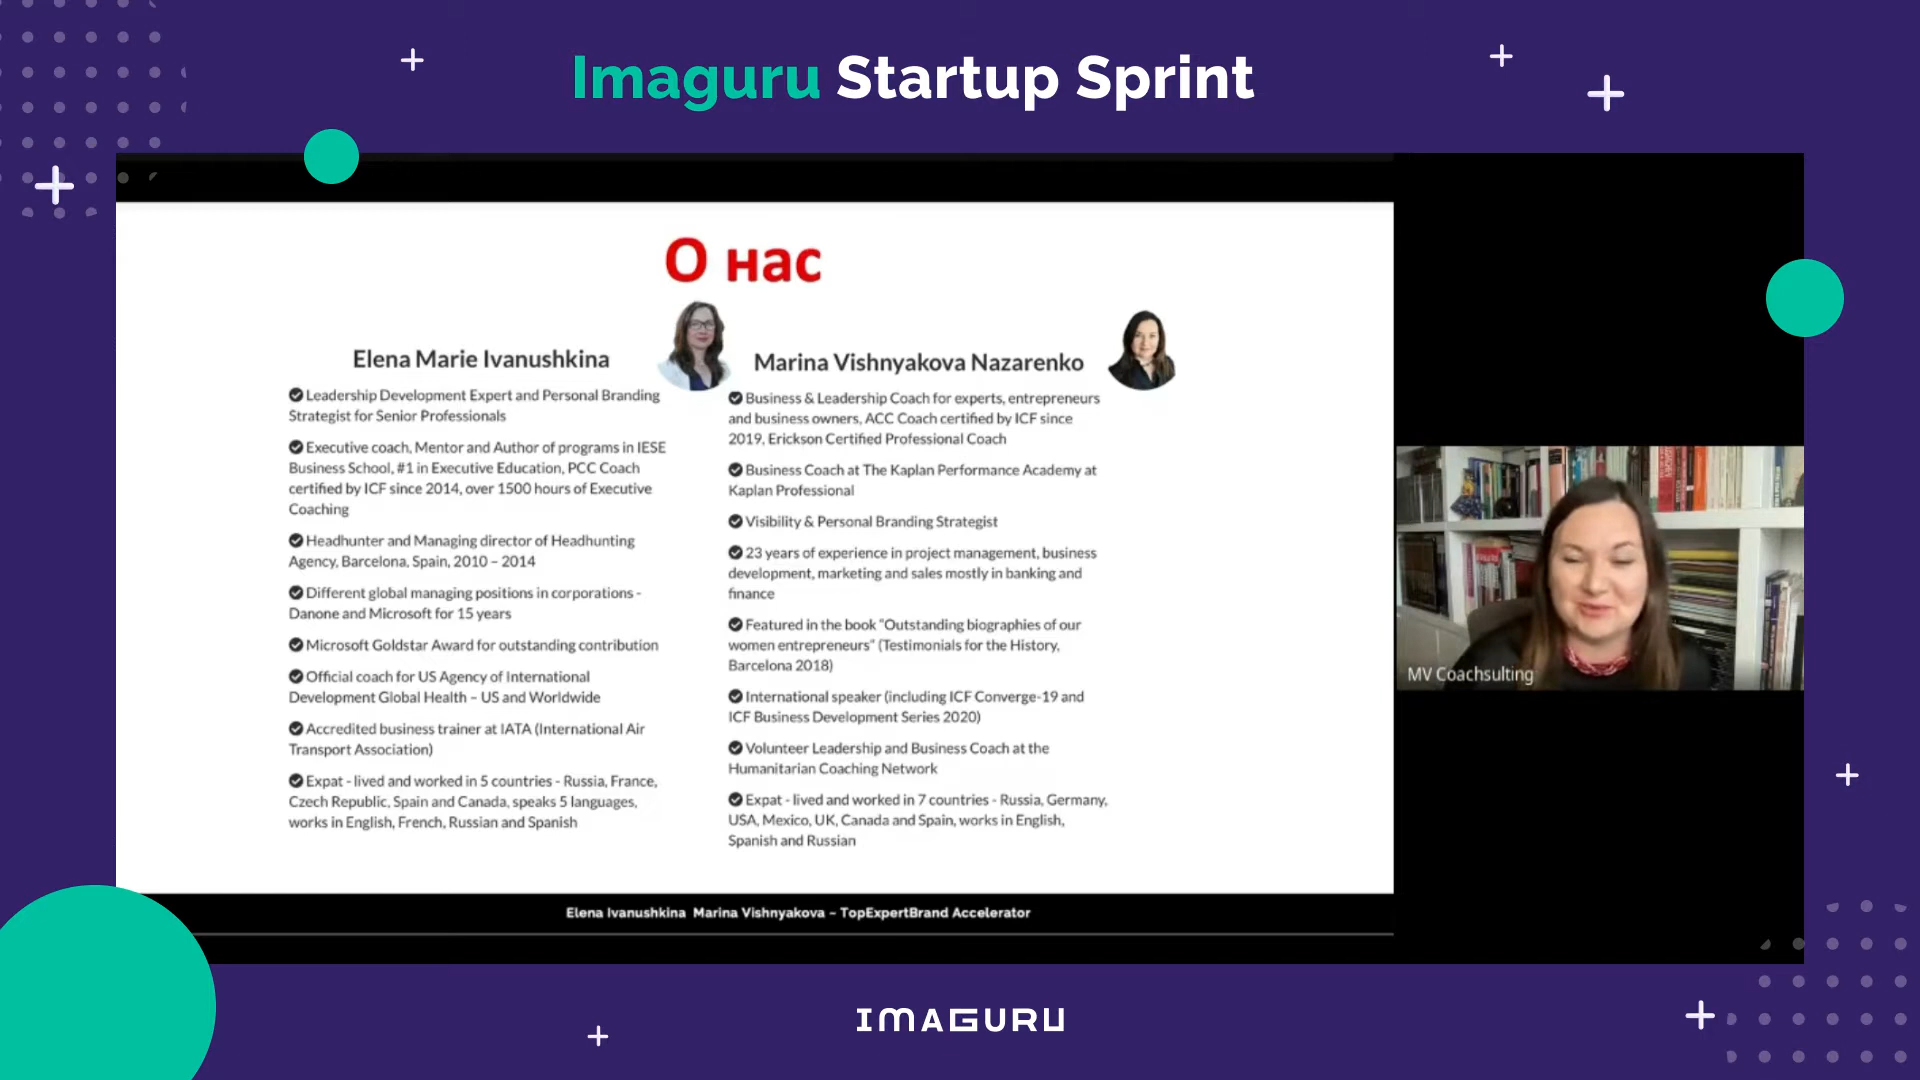 Imaguru Startup Sprint
О нас
Elena Marie Ivanushkina
Leadership Development Expert and Personal Branding
Strategist for Senior Professionals
Executive coach, Mentor and Author of programs in IESE
Business School, #1 in Executive Education, PCC Coach
certified by ICF since 2014, over 1500 hours of Executive
Coaching
Headhunter and Managing director of Headhunting
Agency, Barcelona, Spain, 2010 – 2014
Different global managing positions in corporations -
Danone and Microsoft for 15 years
Microsoft Goldstar Award for outstanding contribution
Official coach for US Agency of International
Development Global Health – US and Worldwide
Accredited business trainer at IATA (International Air
Transport Association)
Expat - lived and worked in 5 countries - Russia, France,
Czech Republic, Spain and Canada, speaks 5 languages,
works in English, French, Russian and Spanish
Marina Vishnyakova Nazarenko
Business & Leadership Coach for experts, entrepreneurs
and business owners, ACC Coach certified by ICF since
2019, Erickson Certified Professional Coach
Business Coach at The Kaplan Performance Academy at
Kaplan Professional
Visibility & Personal Branding Strategist
23 years of experience in project management, business
development, marketing and sales mostly in banking and
finance
Featured in the book “Outstanding biographies of our
women entrepreneurs” (Testimonials for the History,
Barcelona 2018)
International speaker (including ICF Converge-19 and
ICF Business Development Series 2020)
Volunteer Leadership and Business Coach at the
Humanitarian Coaching Network
Expat - lived and worked in 7 countries - Russia, Germany,
USA, Mexico, UK, Canada and Spain, works in English,
Spanish and Russian
MV Coachsulting
Elena Ivanushkina Marina Vishnyakova – TopExpertBrand Accelerator
IMAGURU